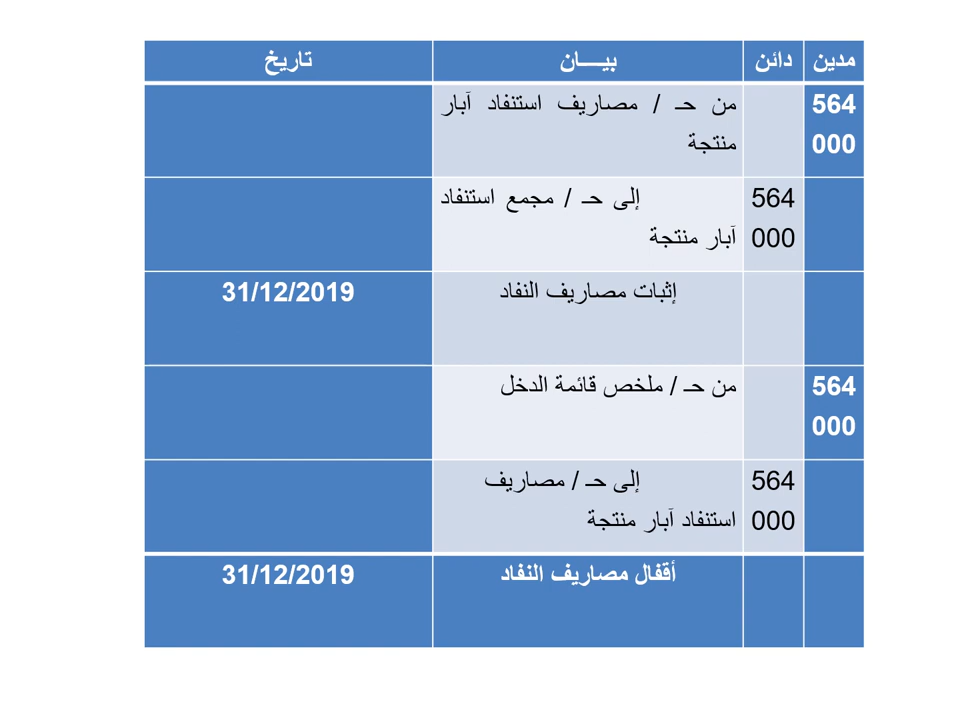 مدين دائن بيــــان تاريخ
564 من حـ / مصاريف استنفاد آبار
000 منتجة
564 إلى حـ / مجمع استنفاد
000 آبار منتجة
إثبات مصاريف النفاد 31/12/2019
564 من حـ / ملخص قائمة الدخل
000
564 إلى حـ / مصاريف
000 استنفاد آبار منتجة
أقفال مصاريف النفاد 31/12/2019